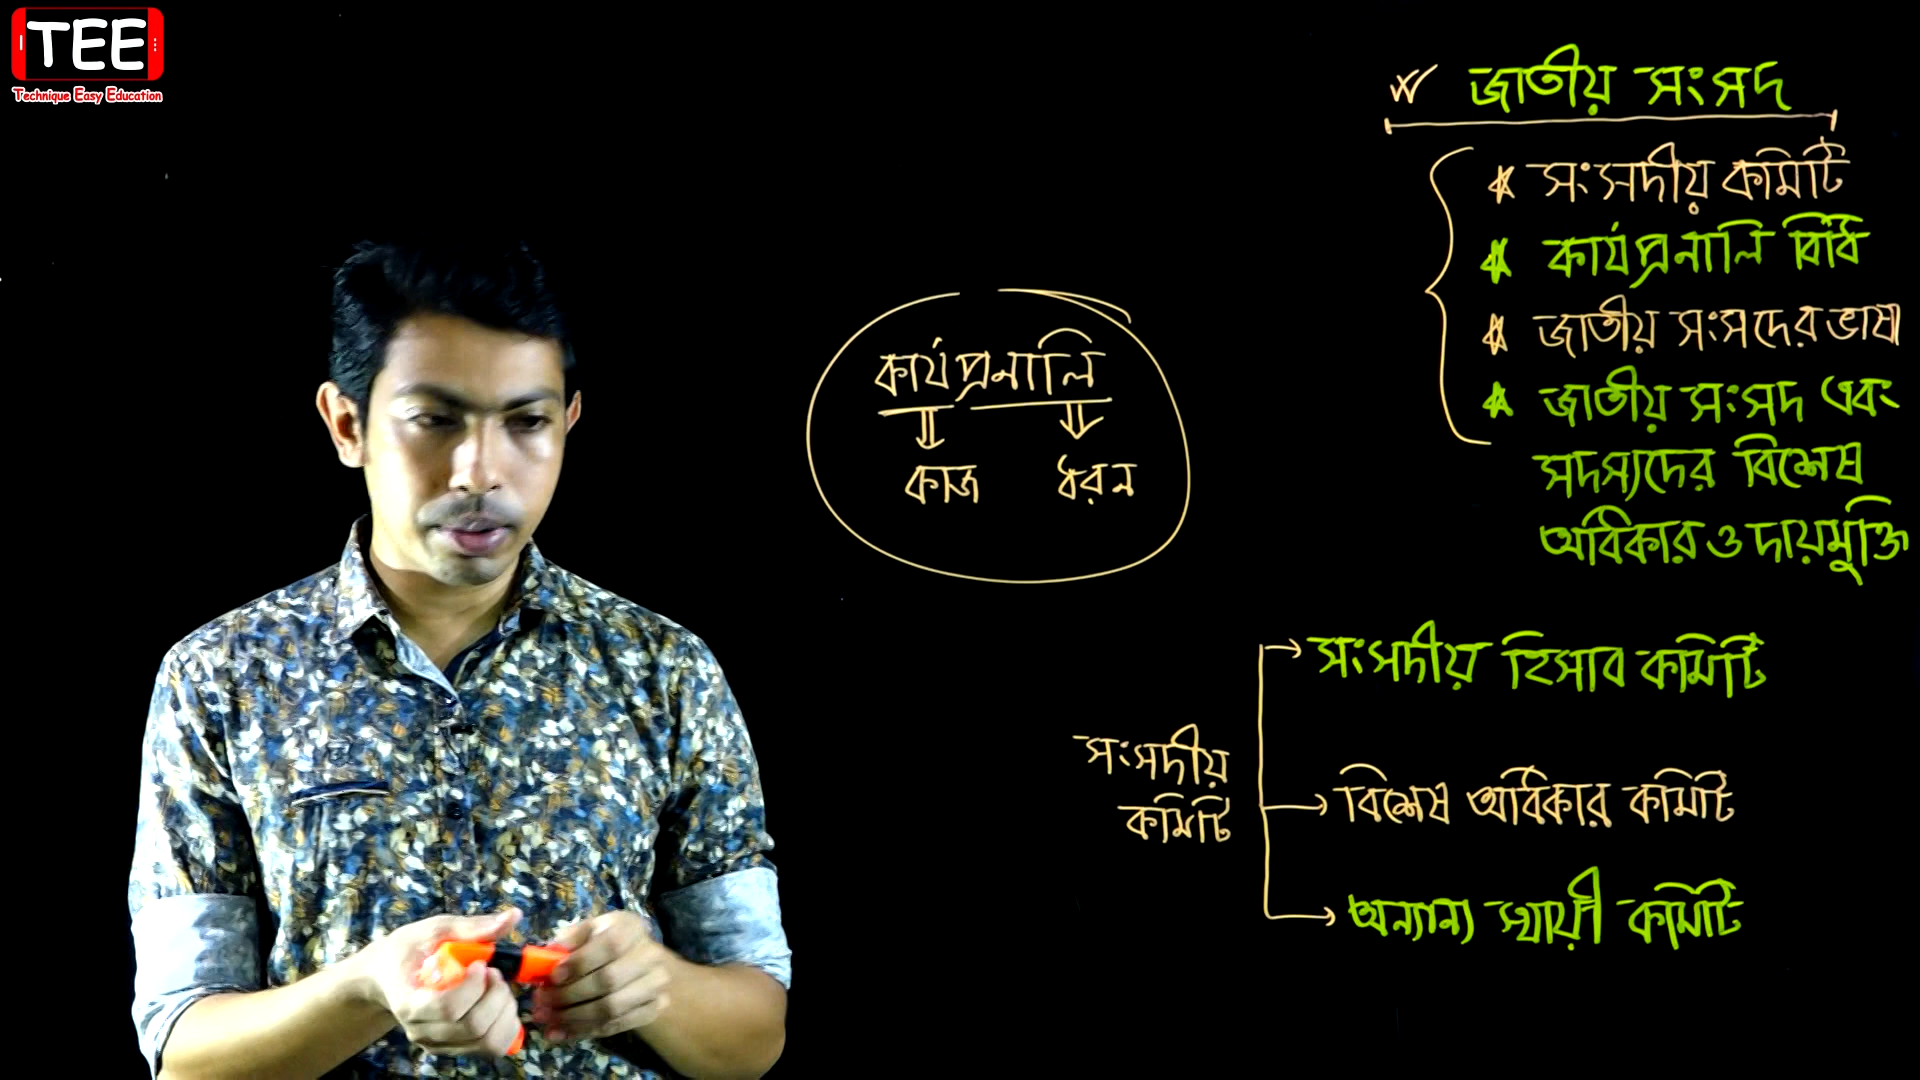 TEE
Technique Easy Education
জাতীয় সংসদ
সংসদীয় কমিটি
কার্যপ্রনালি বিধি
জাতীয় সংসদের ভাষা
জাতীয় সংসদ এবং
সদস্যদের বিশেষ
অধিকার ও দায়মুক্তি
কার্যপ্রনালি
কাজ ধরন
সংসদীয় কমিটি
সংসদীয় হিসাব কমিটি
বিশেষ অধিকার কমিটি
অন্যান্য স্থায়ী কমিটি